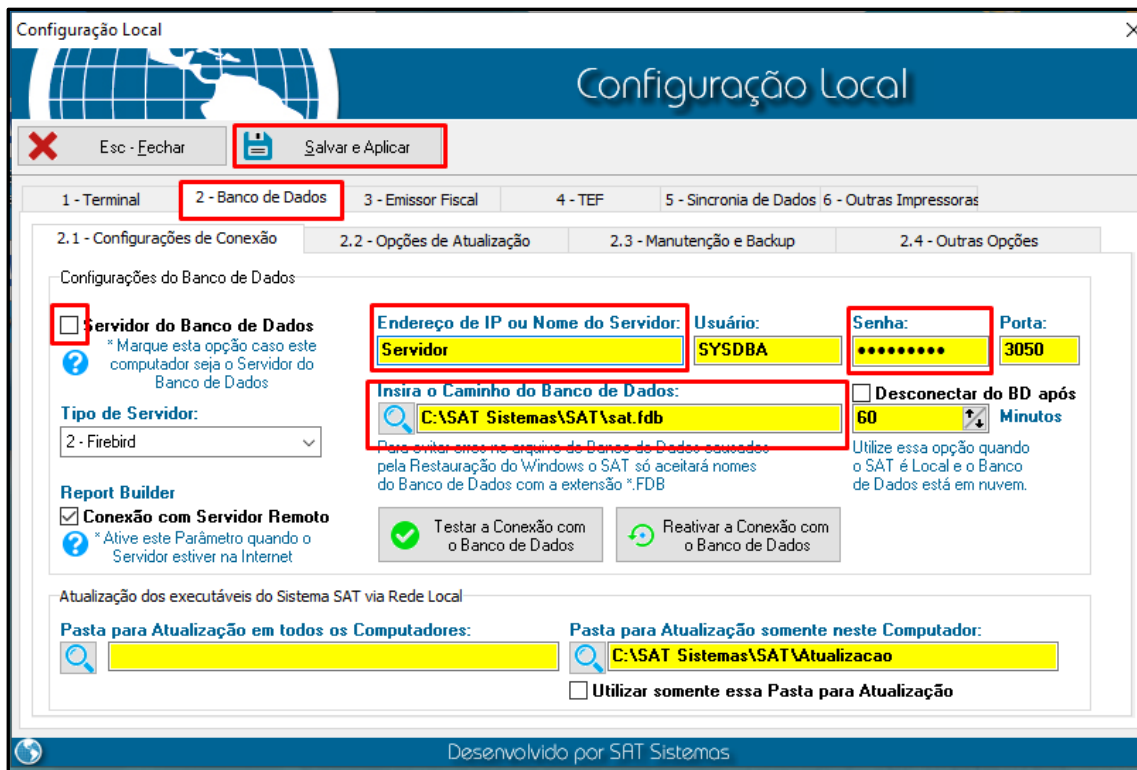 Configuração Local
Configuração Local
Esc - Fechar
Salvar e Aplicar
1 - Terminal
2 - Banco de Dados
3 - Emissor Fiscal
4 - TEF
5 - Sincronia de Dados
6 - Outras Impressoras
2.1 - Configurações de Conexão
2.2 - Opções de Atualização
2.3 - Manutenção e Backup
2.4 - Outras Opções
Configurações do Banco de Dados
Servidor do Banco de Dados
* Marque esta opção caso este
computador seja o Servidor do
Banco de Dados
Tipo de Servidor:
2 - Firebird
Report Builder
Conexão com Servidor Remoto
* Ative este Parâmetro quando o
Servidor estiver na Internet
Endereço de IP ou Nome do Servidor:
Servidor
Usuário:
SYSDBA
Senha:
•••••••••
Porta:
3050
Insira o Caminho do Banco de Dados:
C:\SAT Sistemas\SAT\sat.fdb
Para evitar erros no arquivo do Banco de Dados causados
pela Restauração do Windows o SAT só aceitará nomes
do Banco de Dados com a extensão *.FDB
Desconectar do BD após
60
Minutos
Utilize essa opção quando
o SAT é Local e o Banco
de Dados está em nuvem.
Testar a Conexão com
o Banco de Dados
Reativar a Conexão com
o Banco de Dados
Atualização dos executáveis do Sistema SAT via Rede Local
Pasta para Atualização em todos os Computadores:
Pasta para Atualização somente neste Computador:
C:\SAT Sistemas\SAT\Atualizacao
Utilizar somente essa Pasta para Atualização
Desenvolvido por SAT Sistemas